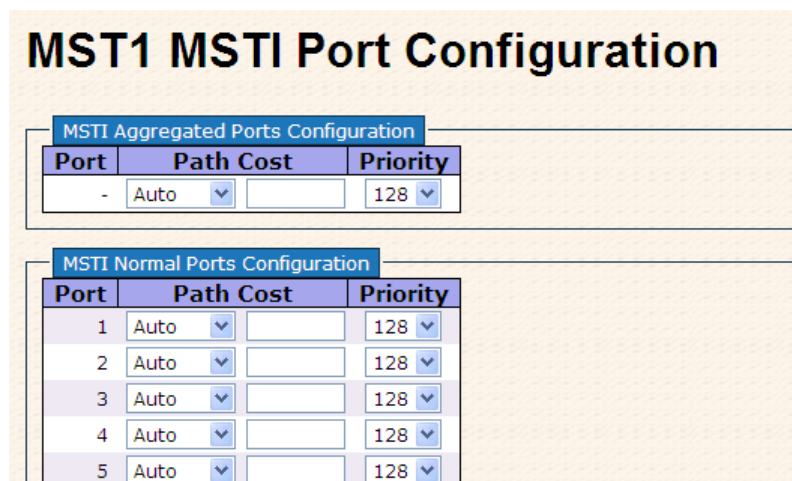 MST1 MSTI Port Configuration
MSTI Aggregated Ports Configuration
Port Path Cost Priority
- Auto 128
MSTI Normal Ports Configuration
Port Path Cost Priority
1 Auto 128
2 Auto 128
3 Auto 128
4 Auto 128
5 Auto 128